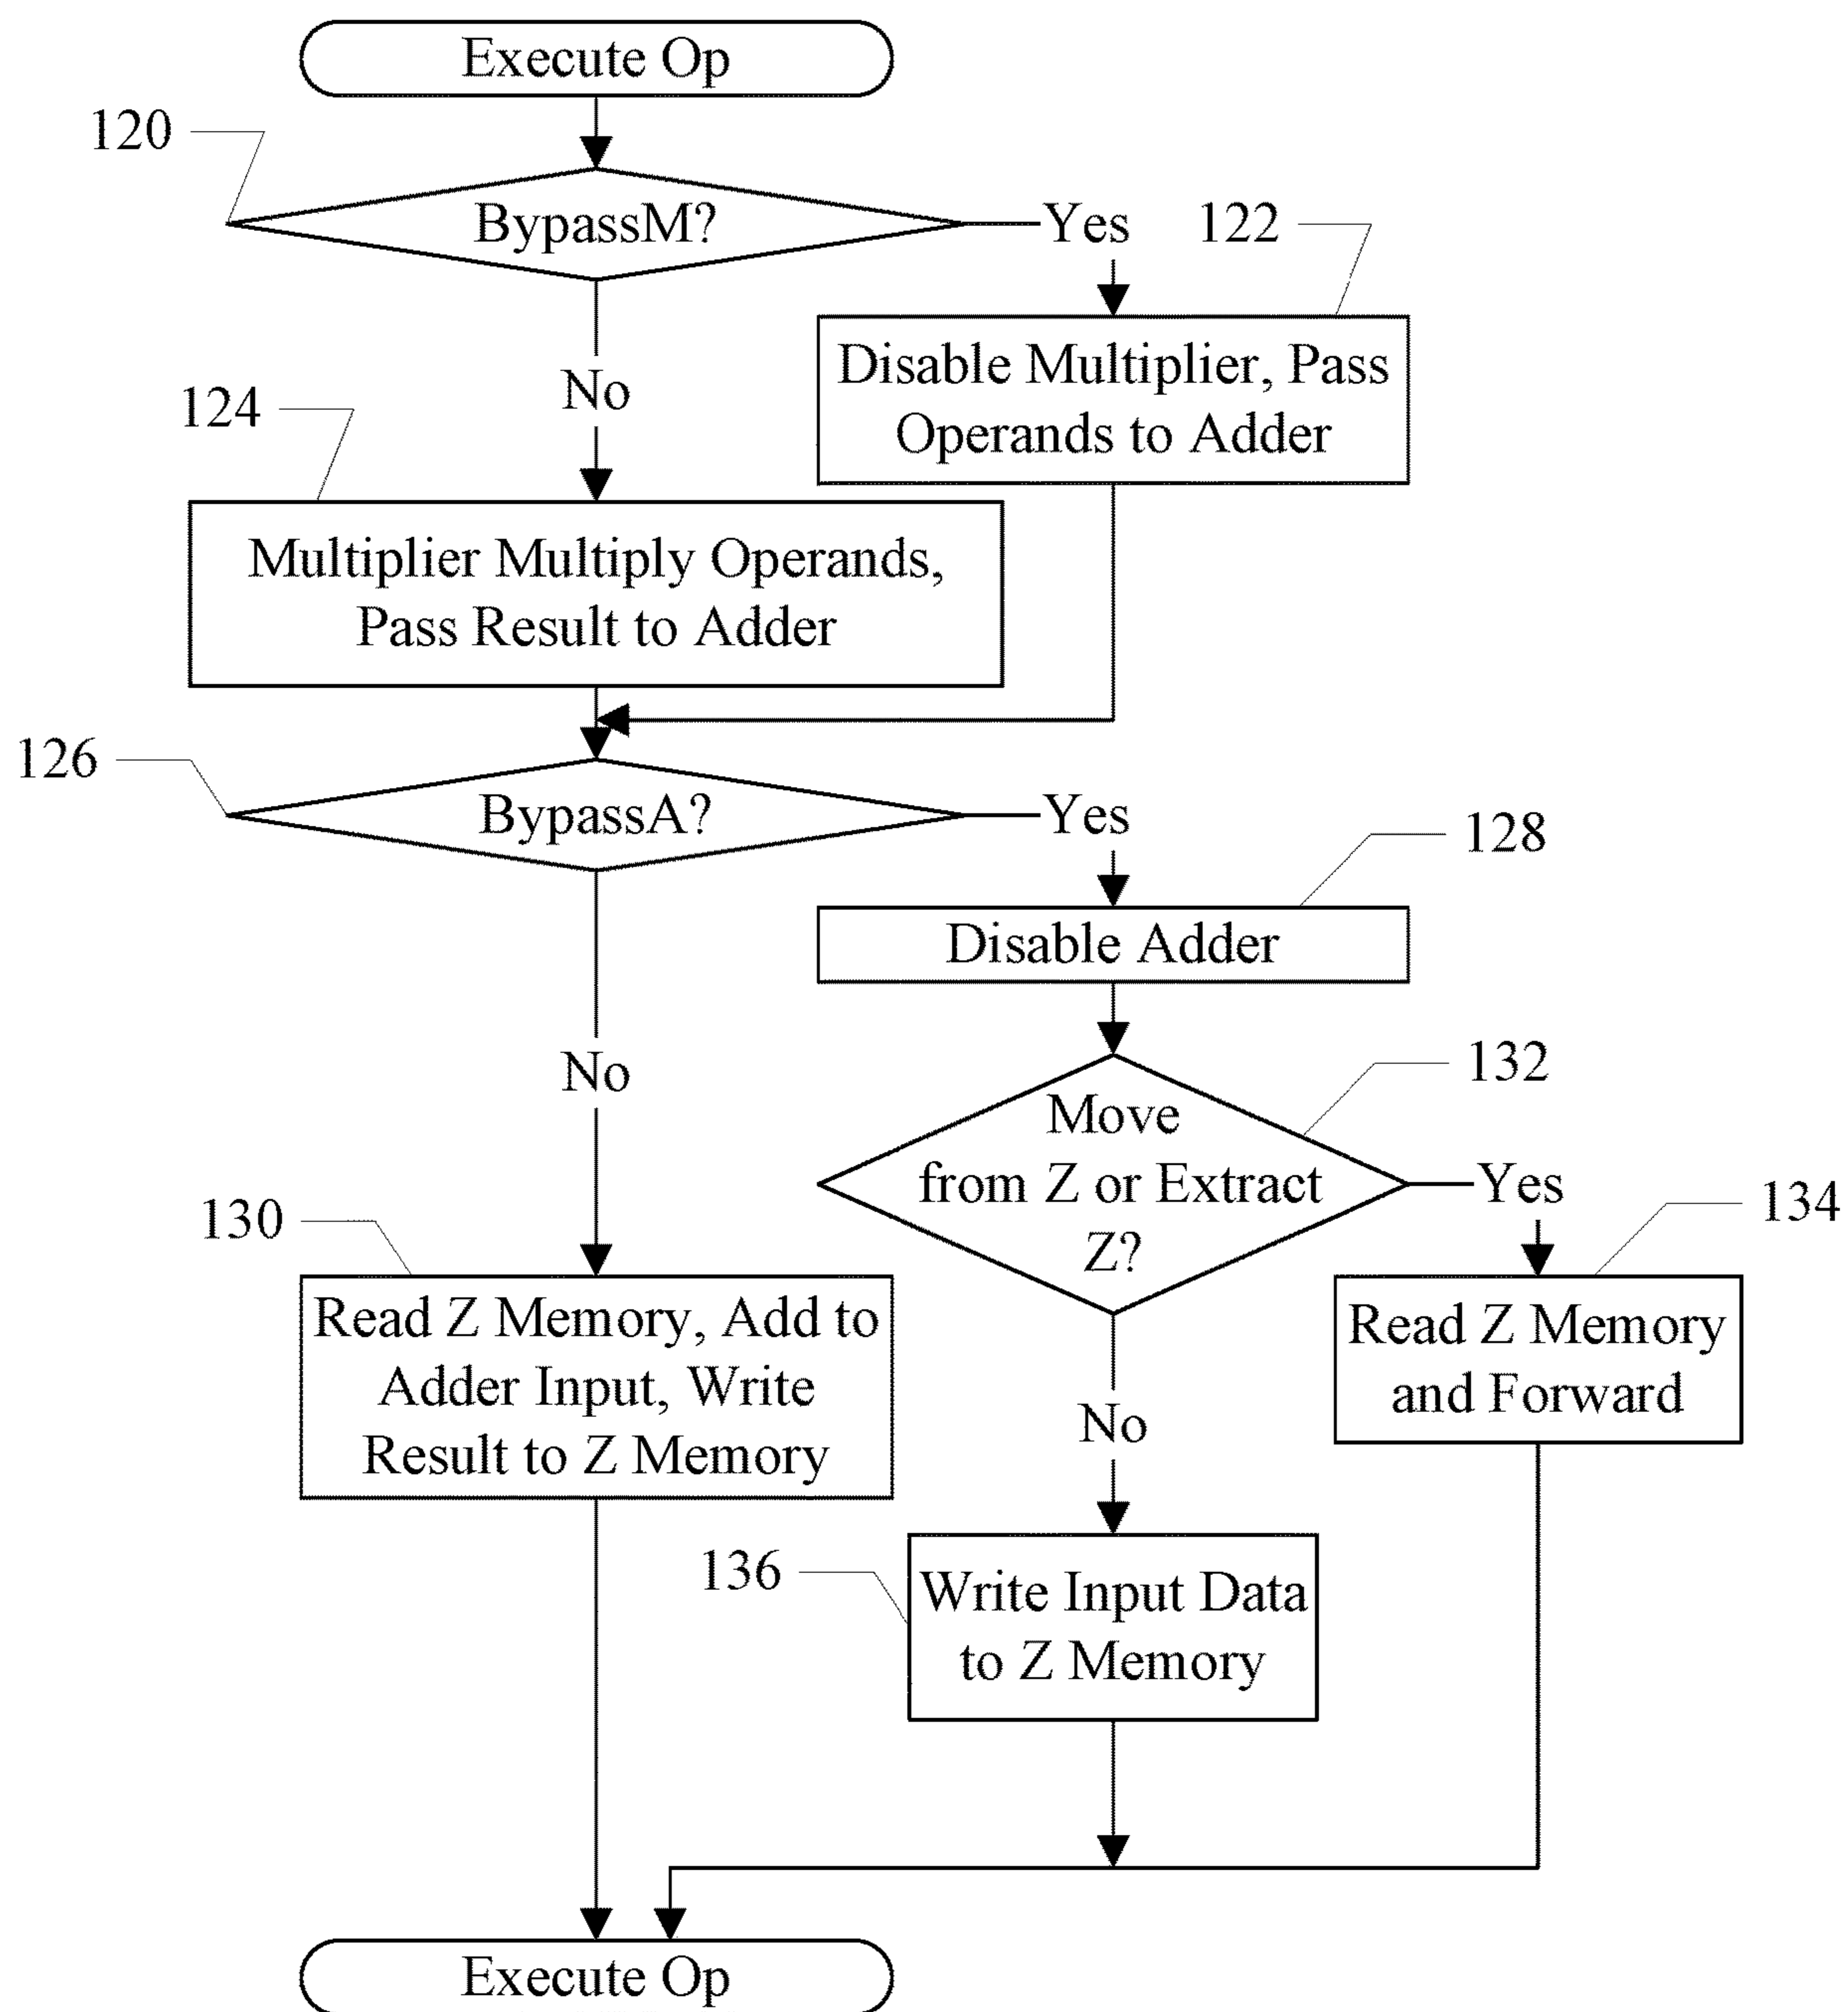 Execute Op
120
BypassM?
Yes
122
No
Disable Multiplier, Pass
Operands to Adder
124
Multiplier Multiply Operands,
Pass Result to Adder
126
BypassA?
Yes
128
Disable Adder
No
132
Move
from Z or Extract
Z?
Yes
134
130
Read Z Memory, Add to
Adder Input, Write
Result to Z Memory
Read Z Memory
and Forward
No
136
Write Input Data
to Z Memory
Execute Op